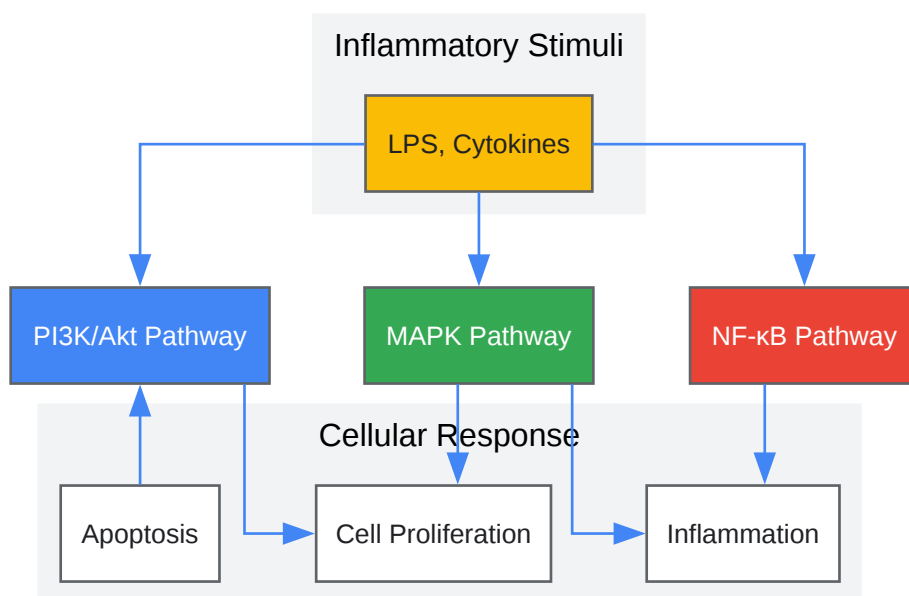 Inflammatory Stimuli
LPS, Cytokines
PI3K/Akt Pathway
MAPK Pathway
NF-κB Pathway
Cellular Response
Apoptosis
Cell Proliferation
Inflammation